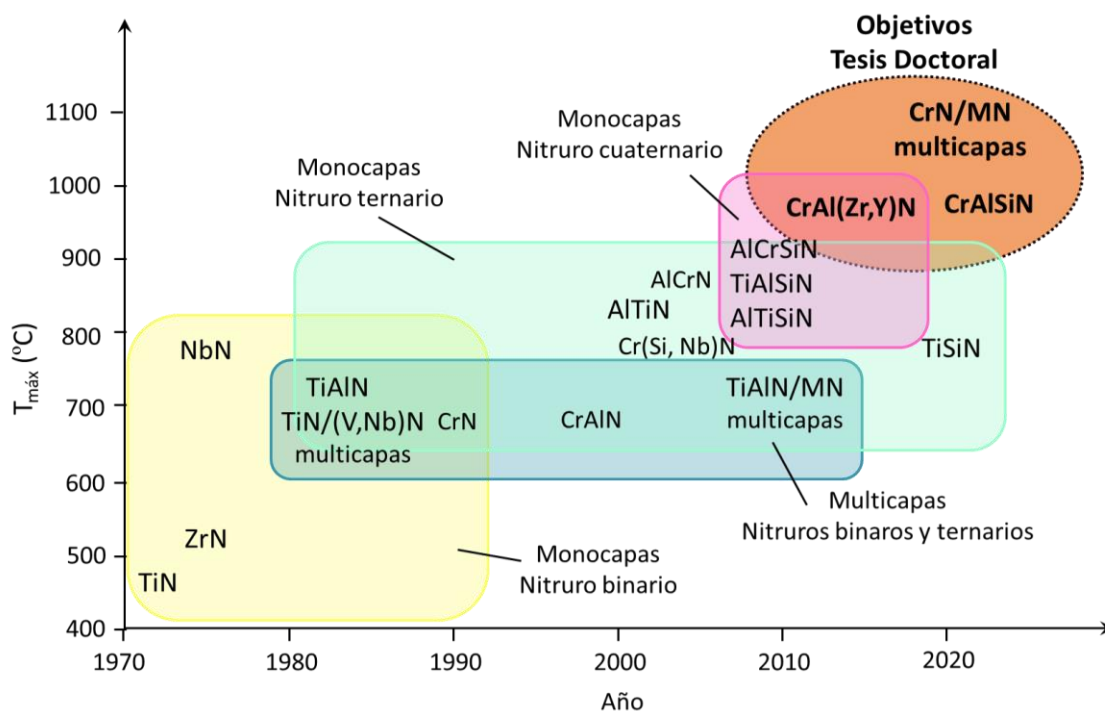 Objetivos
Tesis Doctoral
CrN/MN
multicapas
CrAlSiN
CrAl(Zr,Y)N
Monocapas
Nitruro cuaternario
AlCrSiN
TiAlSiN
AlTiSiN
Monocapas
Nitruro ternario
AlCrN
AlTiN
Cr(Si, Nb)N
TiSiN
NbN
TiAlN
TiN/(V,Nb)N
multicapas
CrN
CrAlN
TiAlN/MN
multicapas
Multicapas
Nitruros binaros y ternarios
ZrN
TiN
Monocapas
Nitruro binario
Tmáx (ºC)
1100
1000
900
800
700
600
500
400
1970
1980
1990
2000
2010
2020
Año